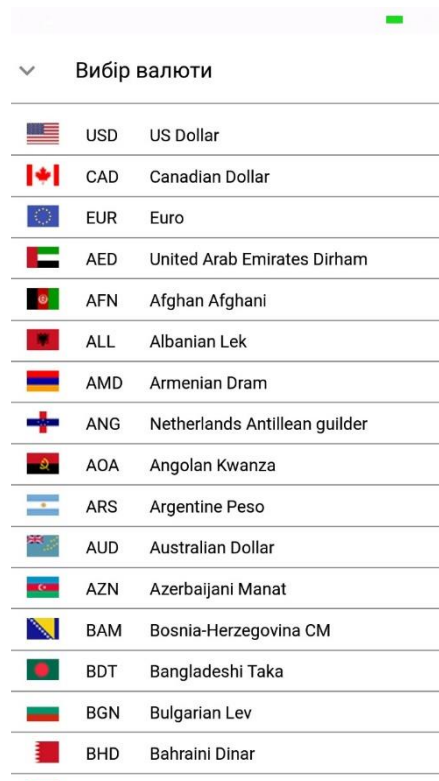 Вибір валюти
USD US Dollar
CAD Canadian Dollar
EUR Euro
AED United Arab Emirates Dirham
AFN Afghan Afghani
ALL Albanian Lek
AMD Armenian Dram
ANG Netherlands Antillean guilder
AOA Angolan Kwanza
ARS Argentine Peso
AUD Australian Dollar
AZN Azerbaijani Manat
BAM Bosnia-Herzegovina CM
BDT Bangladeshi Taka
BGN Bulgarian Lev
BHD Bahraini Dinar